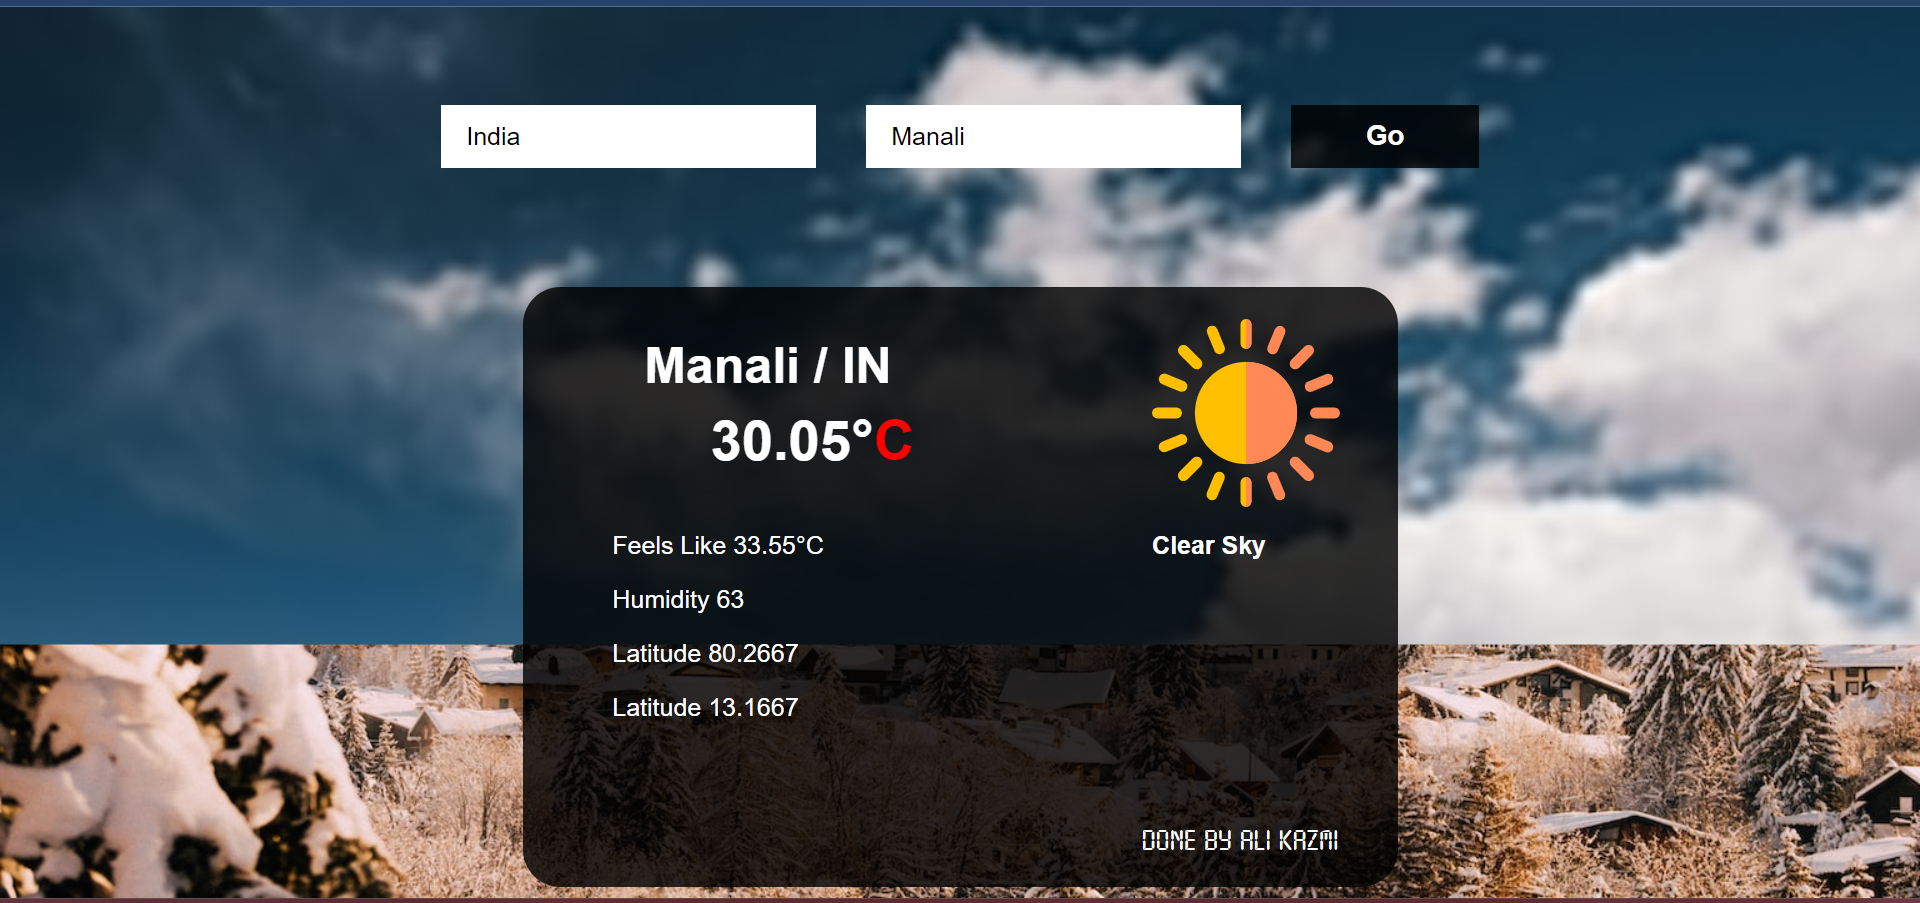 India
Manali
Go
Manali / IN
30.05°C
Feels Like 33.55°C
Clear Sky
Humidity 63
Latitude 80.2667
Latitude 13.1667
DONE BY ALI KAZMI